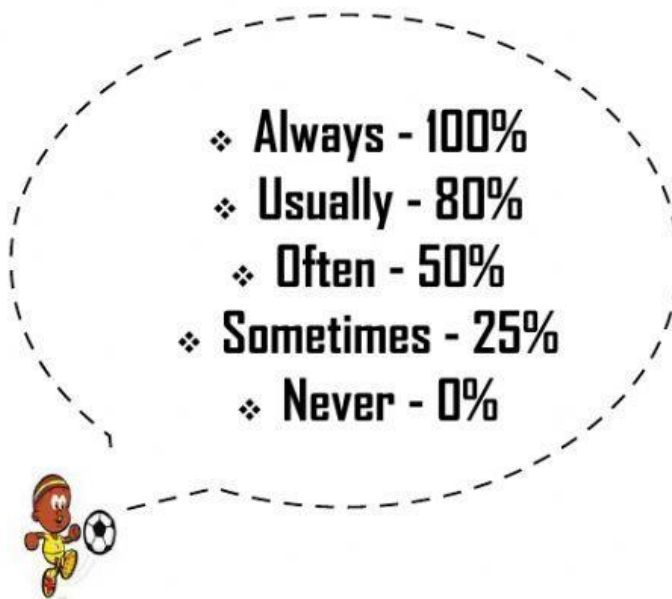 ❖ Always - 100%
❖ Usually - 80%
❖ Often - 50%
❖ Sometimes - 25%
❖ Never - 0%